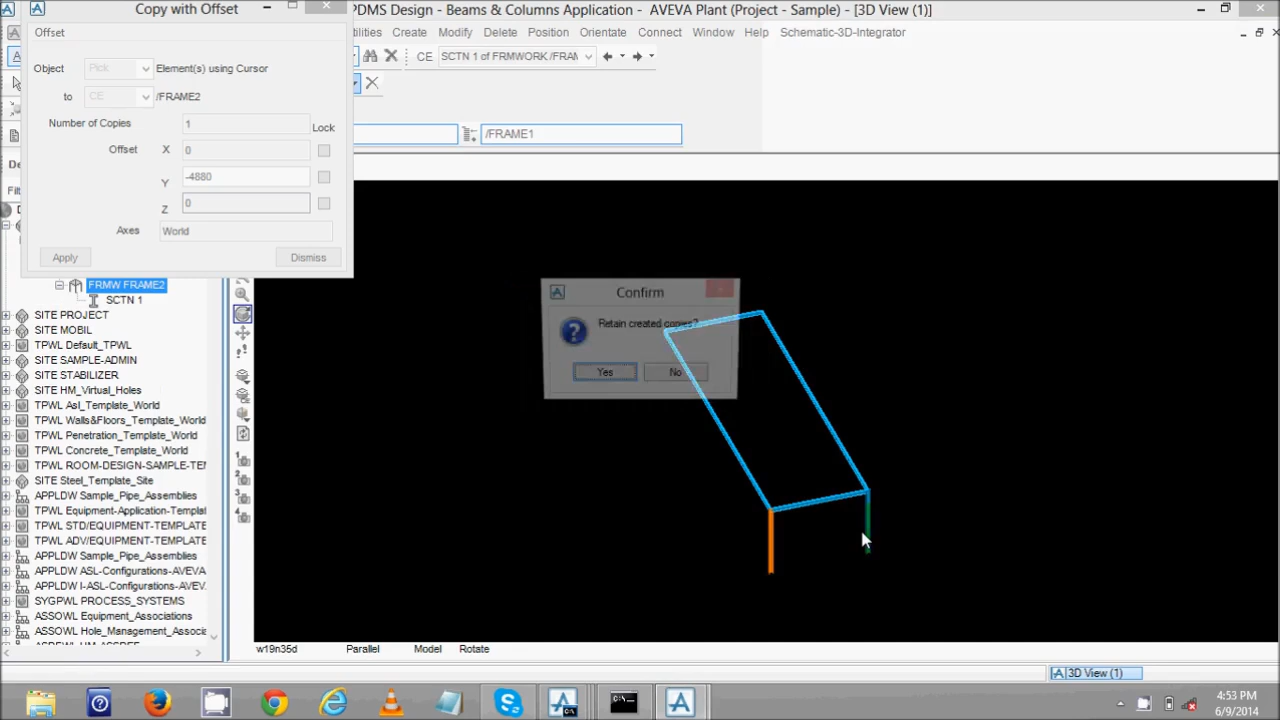 Copy with Offset
PDMS Design - Beams & Columns Application - AVEVA Plant (Project - Sample) - [3D View (1)]
Offset
Utilities Create Modify Delete Position Orientate Connect Query Window Help Schematic-3D-Integrator
Object Pick Element(s) using Cursor
CE SCTN 1 of FRMWORK /FRAM
to CE /FRAME2
Number of Copies 1 Lock
/FRAME1
Offset X 0
Y -4880
Z 0
Axes World
Apply Dismiss
FRMW FRAME2
SCTN 1
Confirm
Retain created copies?
Yes No
SITE PROJECT
SITE MOBIL
TPWL Default_TPWL
SITE SAMPLE-ADMIN
SITE STABILIZER
SITE HM_Virtual_Holes
TPWL Asl_Template_World
TPWL Walls&Floors_Template_World
TPWL Penetration_Template_World
TPWL Concrete_Template_World
TPWL ROOM-DESIGN-SAMPLE-TEM
SITE Steel_Template_Site
APPLDW Sample_Pipe_Assemblies
TPWL Equipment-Application-Templat
TPWL STD/EQUIPMENT-TEMPLATE
TPWL ADV/EQUIPMENT-TEMPLATE
APPLDW Sample_Pipe_Assemblies
APPLDW ASL-Configurations-AVEVA
APPLDW I-ASL-Configurations-AVEV.
SYGPWL PROCESS_SYSTEMS
ASSOWL Equipment_Associations
ASSOWL Hole_Management_Associa
w19n35d Parallel Model Rotate
3D View (1)
4:53 PM
6/9/2014